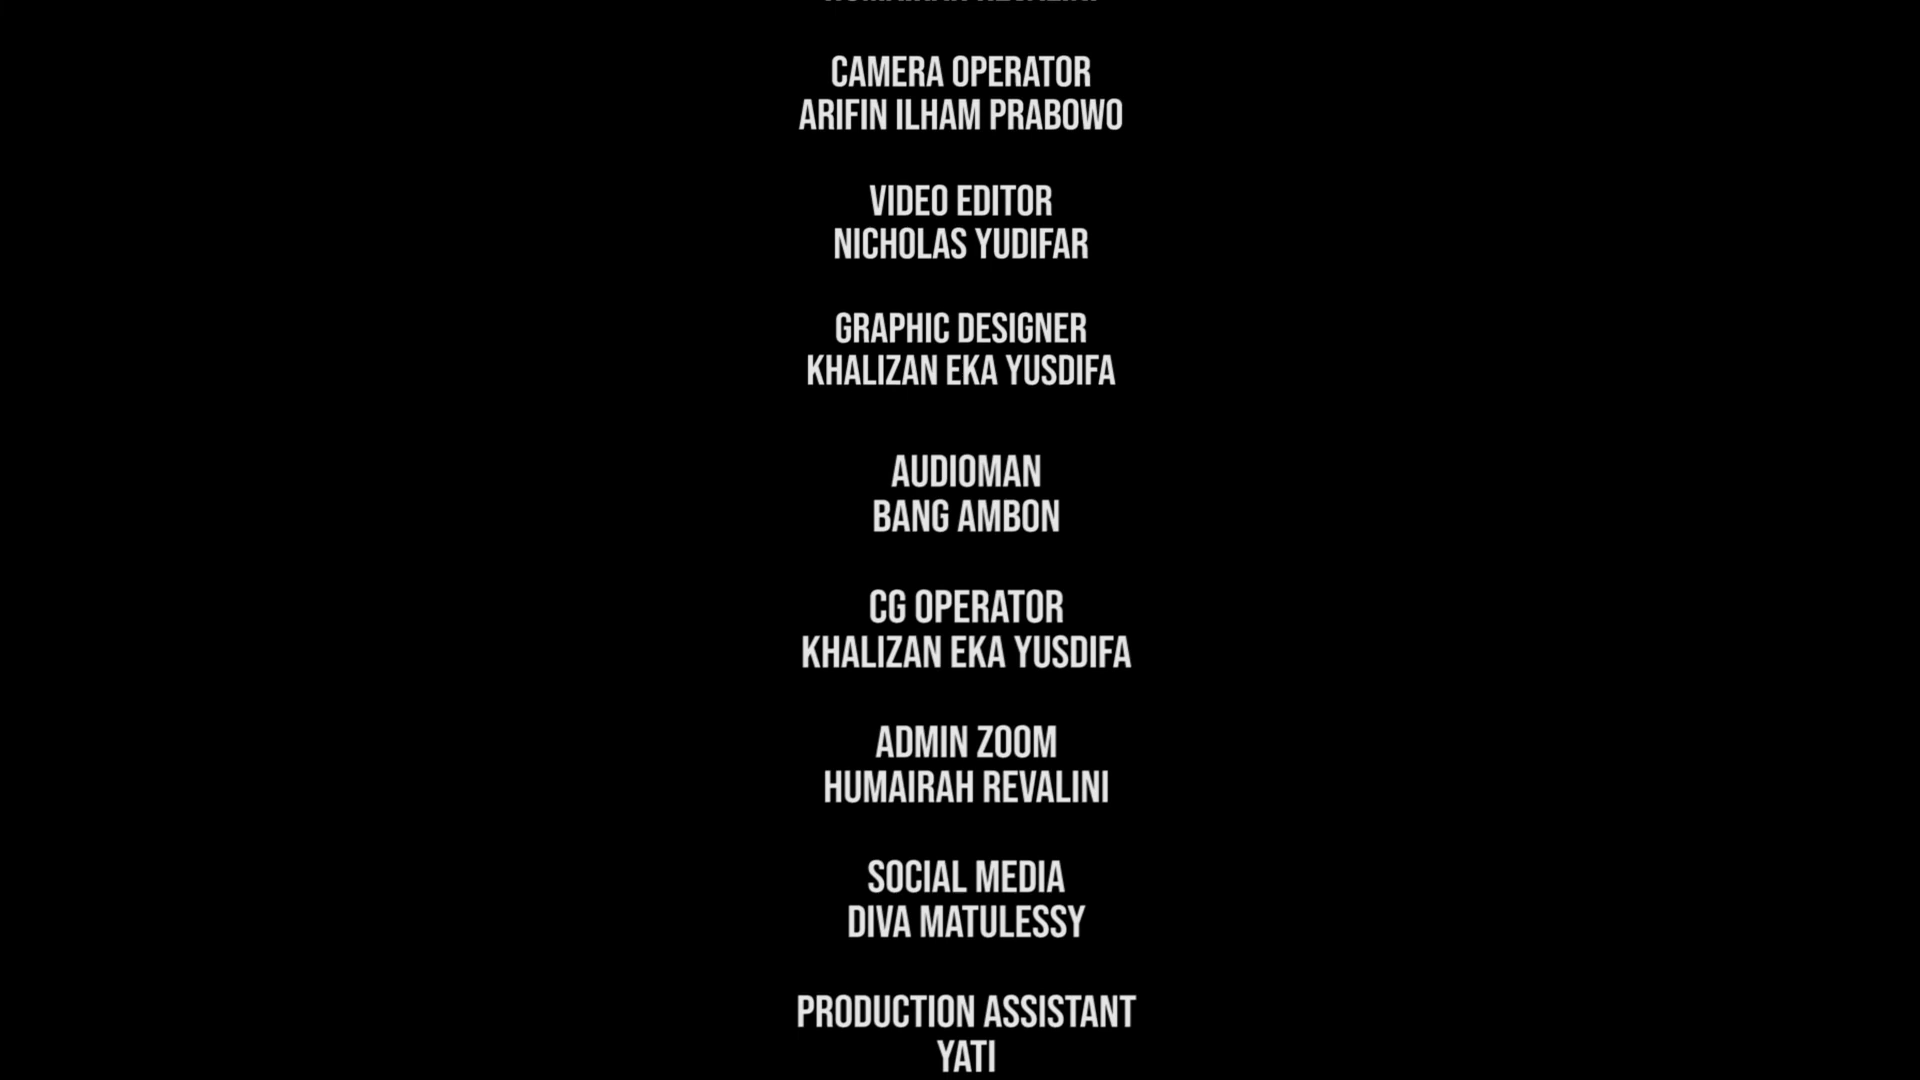 CAMERA OPERATOR
ARIFIN ILHAM PRABOWO
VIDEO EDITOR
NICHOLAS YUDIFAR
GRAPHIC DESIGNER
KHALIZAN EKA YUSDIFA
AUDIOMAN
BANG AMBON
CG OPERATOR
KHALIZAN EKA YUSDIFA
ADMIN ZOOM
HUMAIRAH REVALINI
SOCIAL MEDIA
DIVA MATULESSY
PRODUCTION ASSISTANT
YATI